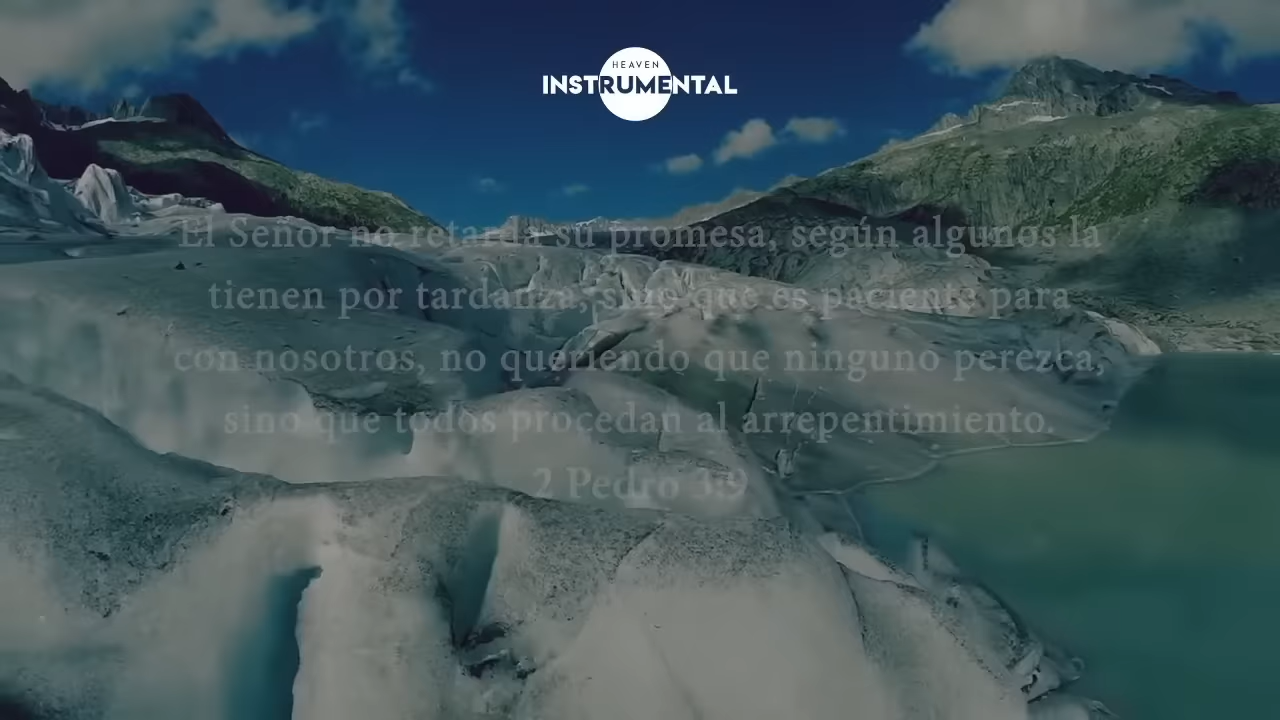 HEAVEN
INSTRUMENTAL
El Señor no retarda su promesa, según algunos la
tienen por tardanza, sino que es paciente para
con nosotros, no queriendo que ninguno perezca,
sino que todos procedan al arrepentimiento.
2 Pedro 3:9